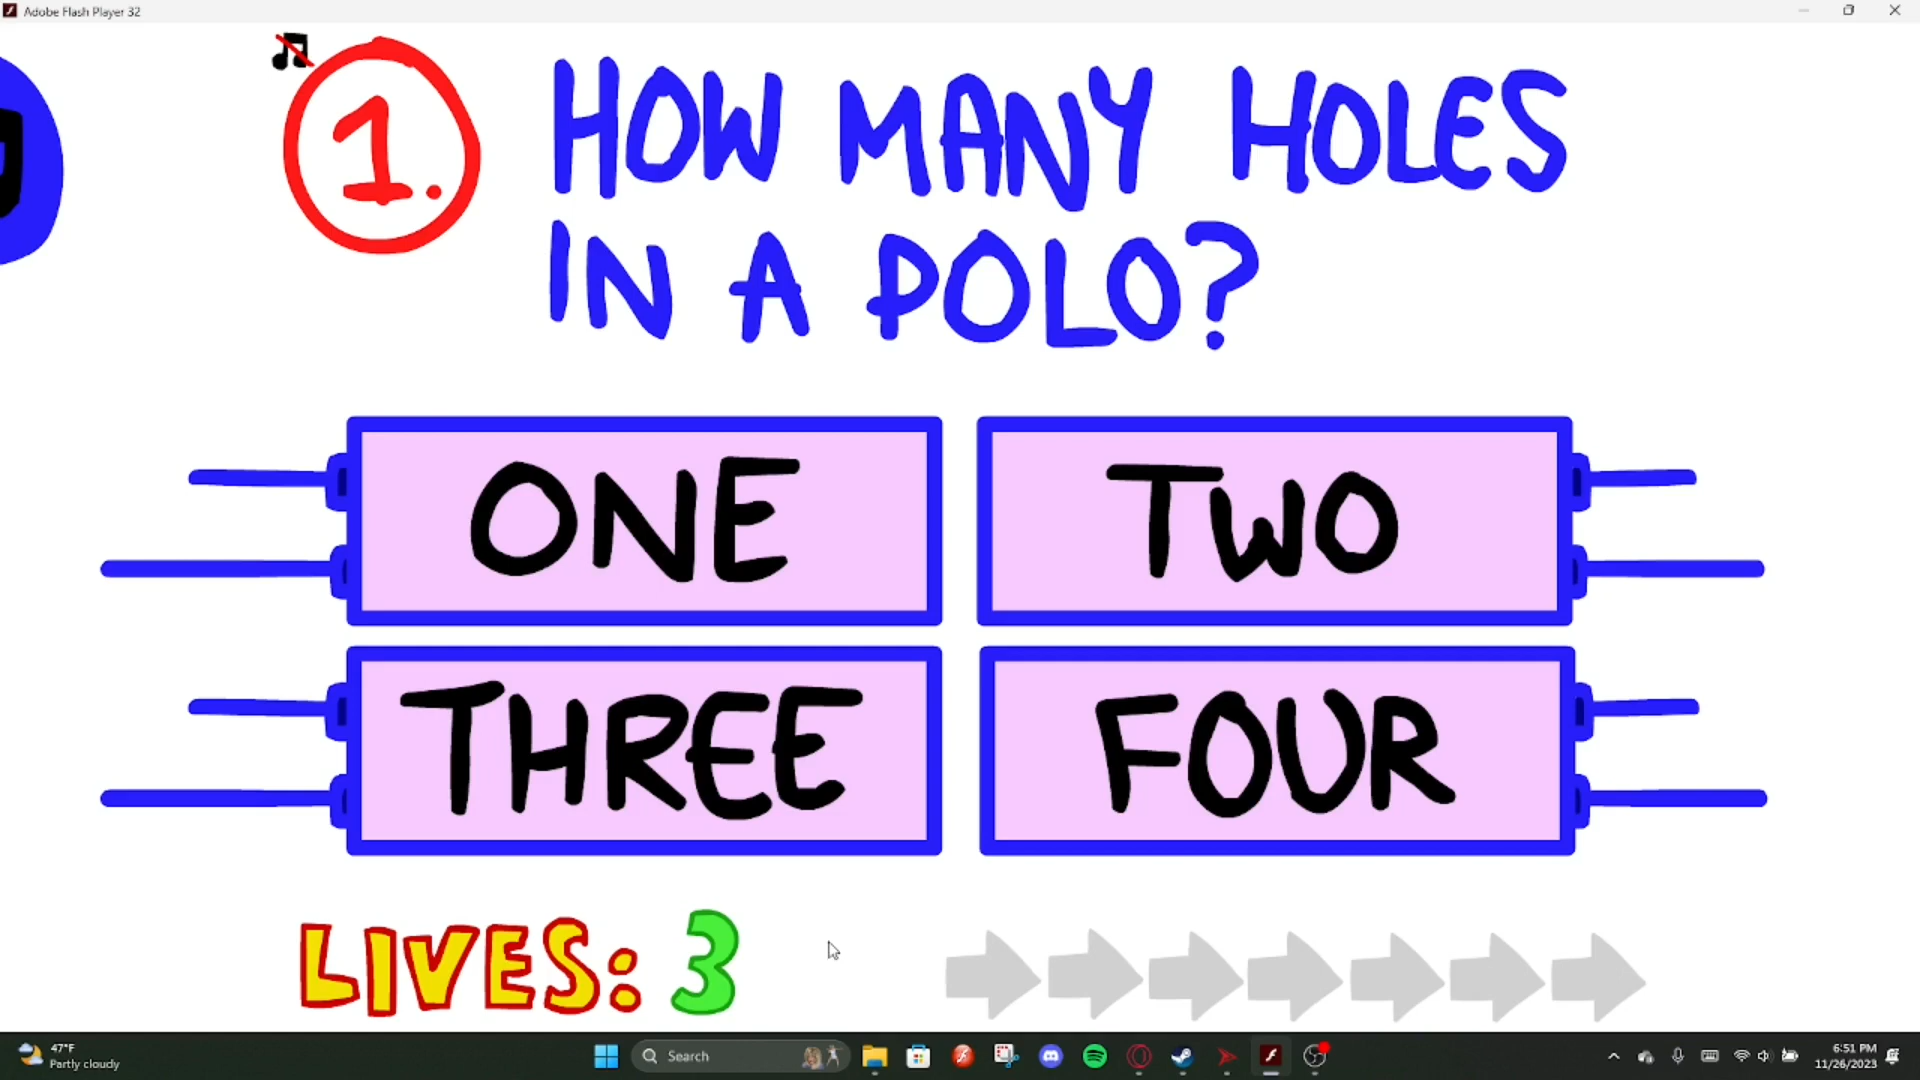 Adobe Flash Player 32
1. HOW MANY HOLES
IN A POLO?
ONE
TWO
THREE
FOUR
LIVES: 3
47°F
Partly cloudy
Search
6:51 PM
11/26/2023